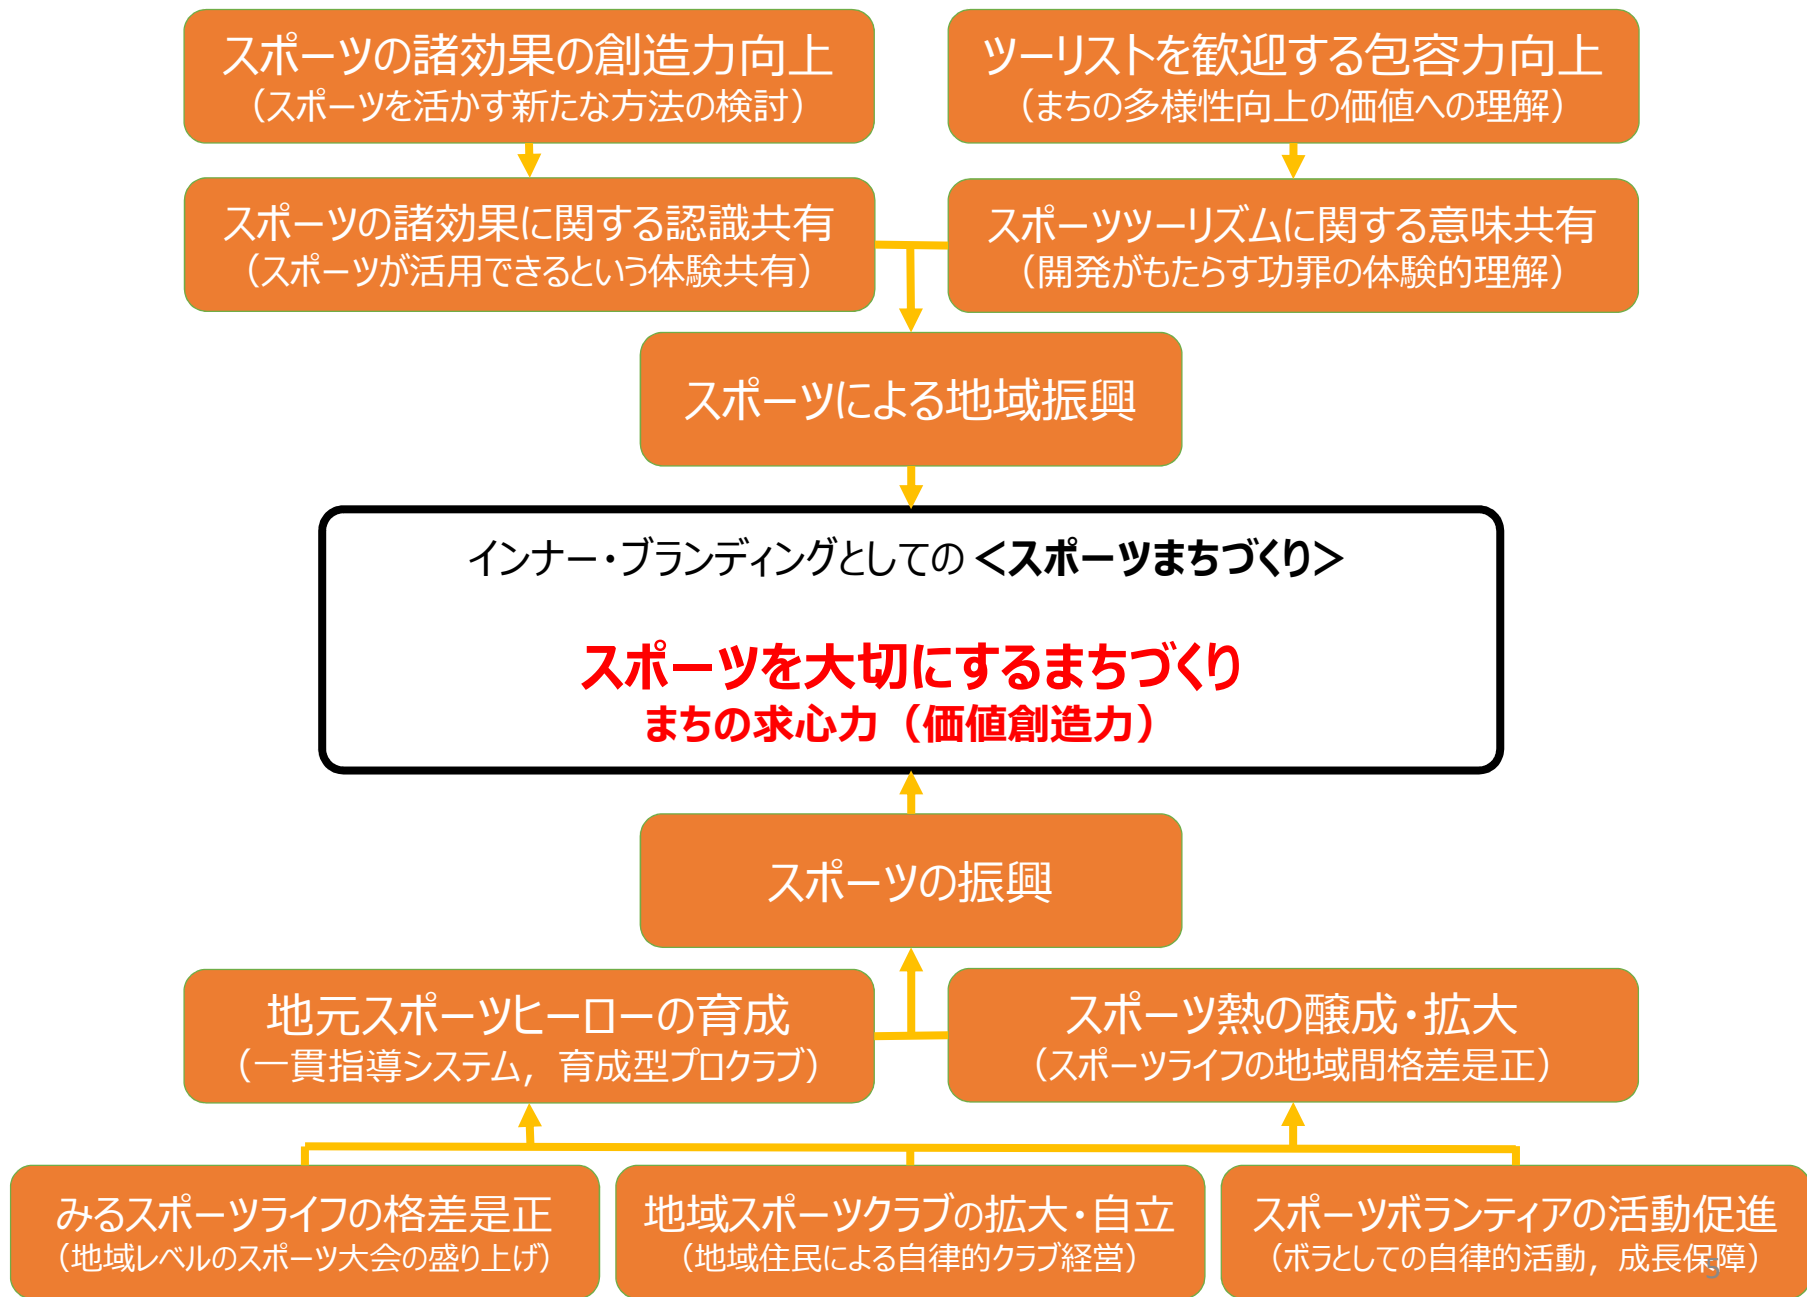 スポーツの諸効果の創造力向上
（スポーツを活かす新たな方法の検討）
ツーリストを歓迎する包容力向上
（まちの多様性向上の価値への理解）
スポーツの諸効果に関する認識共有
（スポーツが活用できるという体験共有）
スポーツツーリズムに関する意味共有
（開発がもたらす功罪の体験的理解）
スポーツによる地域振興
インナー・ブランディングとしての＜スポーツまちづくり＞
スポーツを大切にするまちづくり
まちの求心力（価値創造力）
スポーツの振興
地元スポーツヒーローの育成
（一貫指導システム，育成型プロクラブ）
スポーツ熱の醸成・拡大
（スポーツライフの地域間格差是正）
みるスポーツライフの格差是正
（地域レベルのスポーツ大会の盛り上げ）
地域スポーツクラブの拡大・自立
（地域住民による自律的クラブ経営）
スポーツボランティアの活動促進
（ボラとしての自律的活動，成長保障）
5